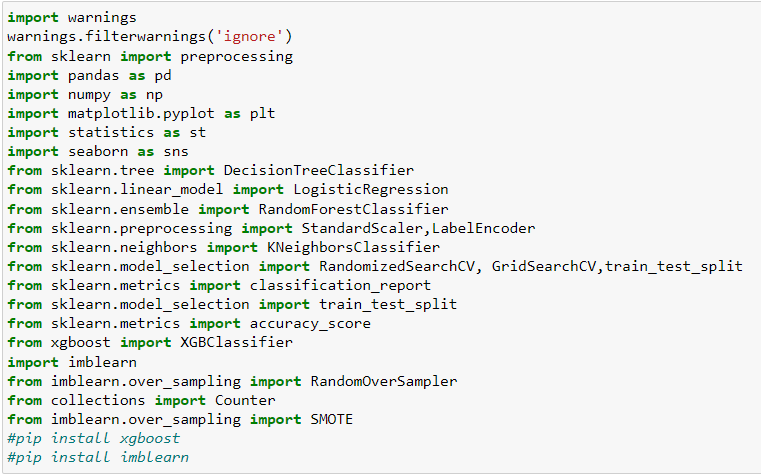 import warnings
warnings.filterwarnings('ignore')
from sklearn import preprocessing
import pandas as pd
import numpy as np
import matplotlib.pyplot as plt
import statistics as st
import seaborn as sns
from sklearn.tree import DecisionTreeClassifier
from sklearn.linear_model import LogisticRegression
from sklearn.ensemble import RandomForestClassifier
from sklearn.preprocessing import StandardScaler,LabelEncoder
from sklearn.neighbors import KNeighborsClassifier
from sklearn.model_selection import RandomizedSearchCV, GridSearchCV,train_test_split
from sklearn.metrics import classification_report
from sklearn.model_selection import train_test_split
from sklearn.metrics import accuracy_score
from xgboost import XGBClassifier
import imblearn
from imblearn.over_sampling import RandomOverSampler
from collections import Counter
from imblearn.over_sampling import SMOTE
#pip install xgboost
#pip install imblearn